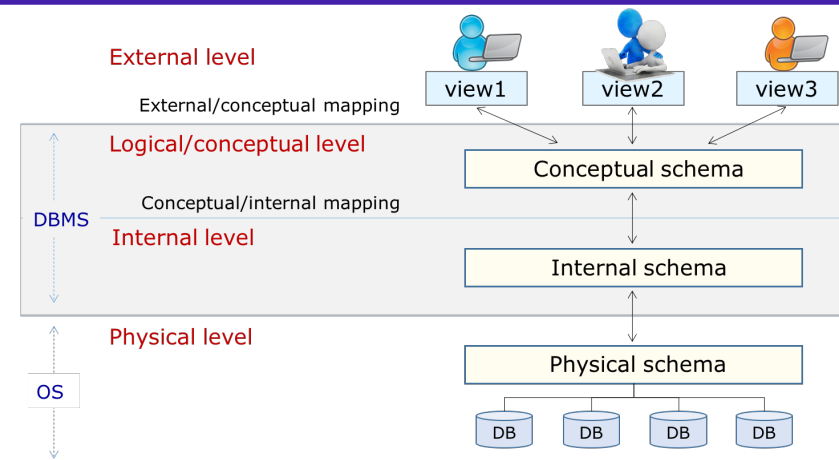 External level
view1
view2
view3
External/conceptual mapping
Logical/conceptual level
Conceptual schema
Conceptual/internal mapping
DBMS
Internal level
Internal schema
Physical level
Physical schema
OS
DB
DB
DB
DB